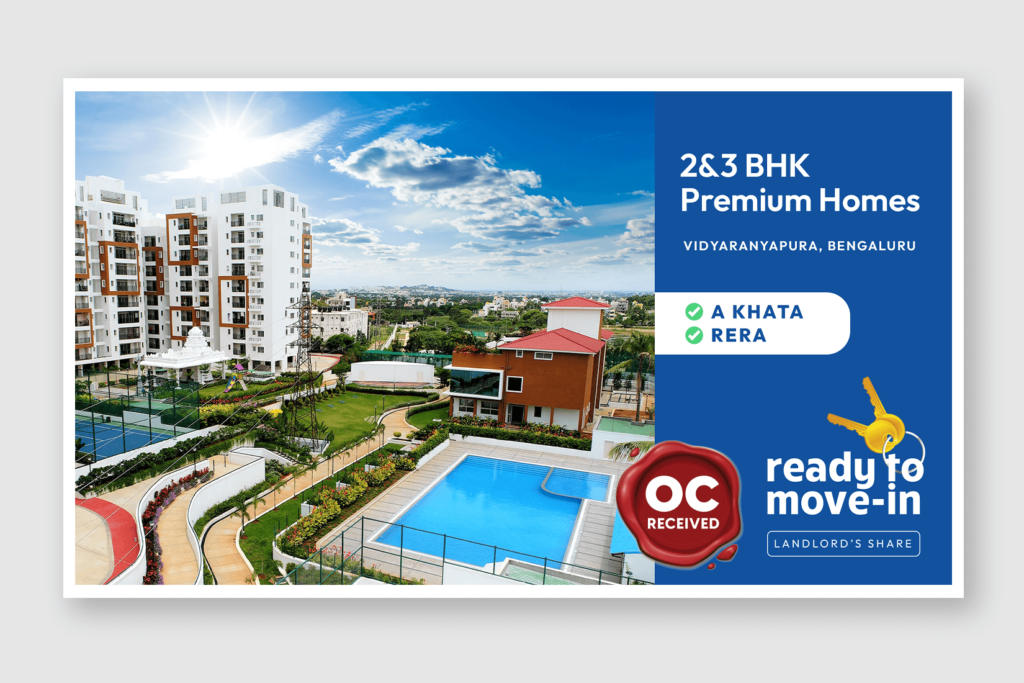 2&3 BHK
Premium Homes
VIDYARANYAPURA, BENGALURU
A KHATA
RERA
OC
RECEIVED
ready to
move-in
LANDLORD'S SHARE